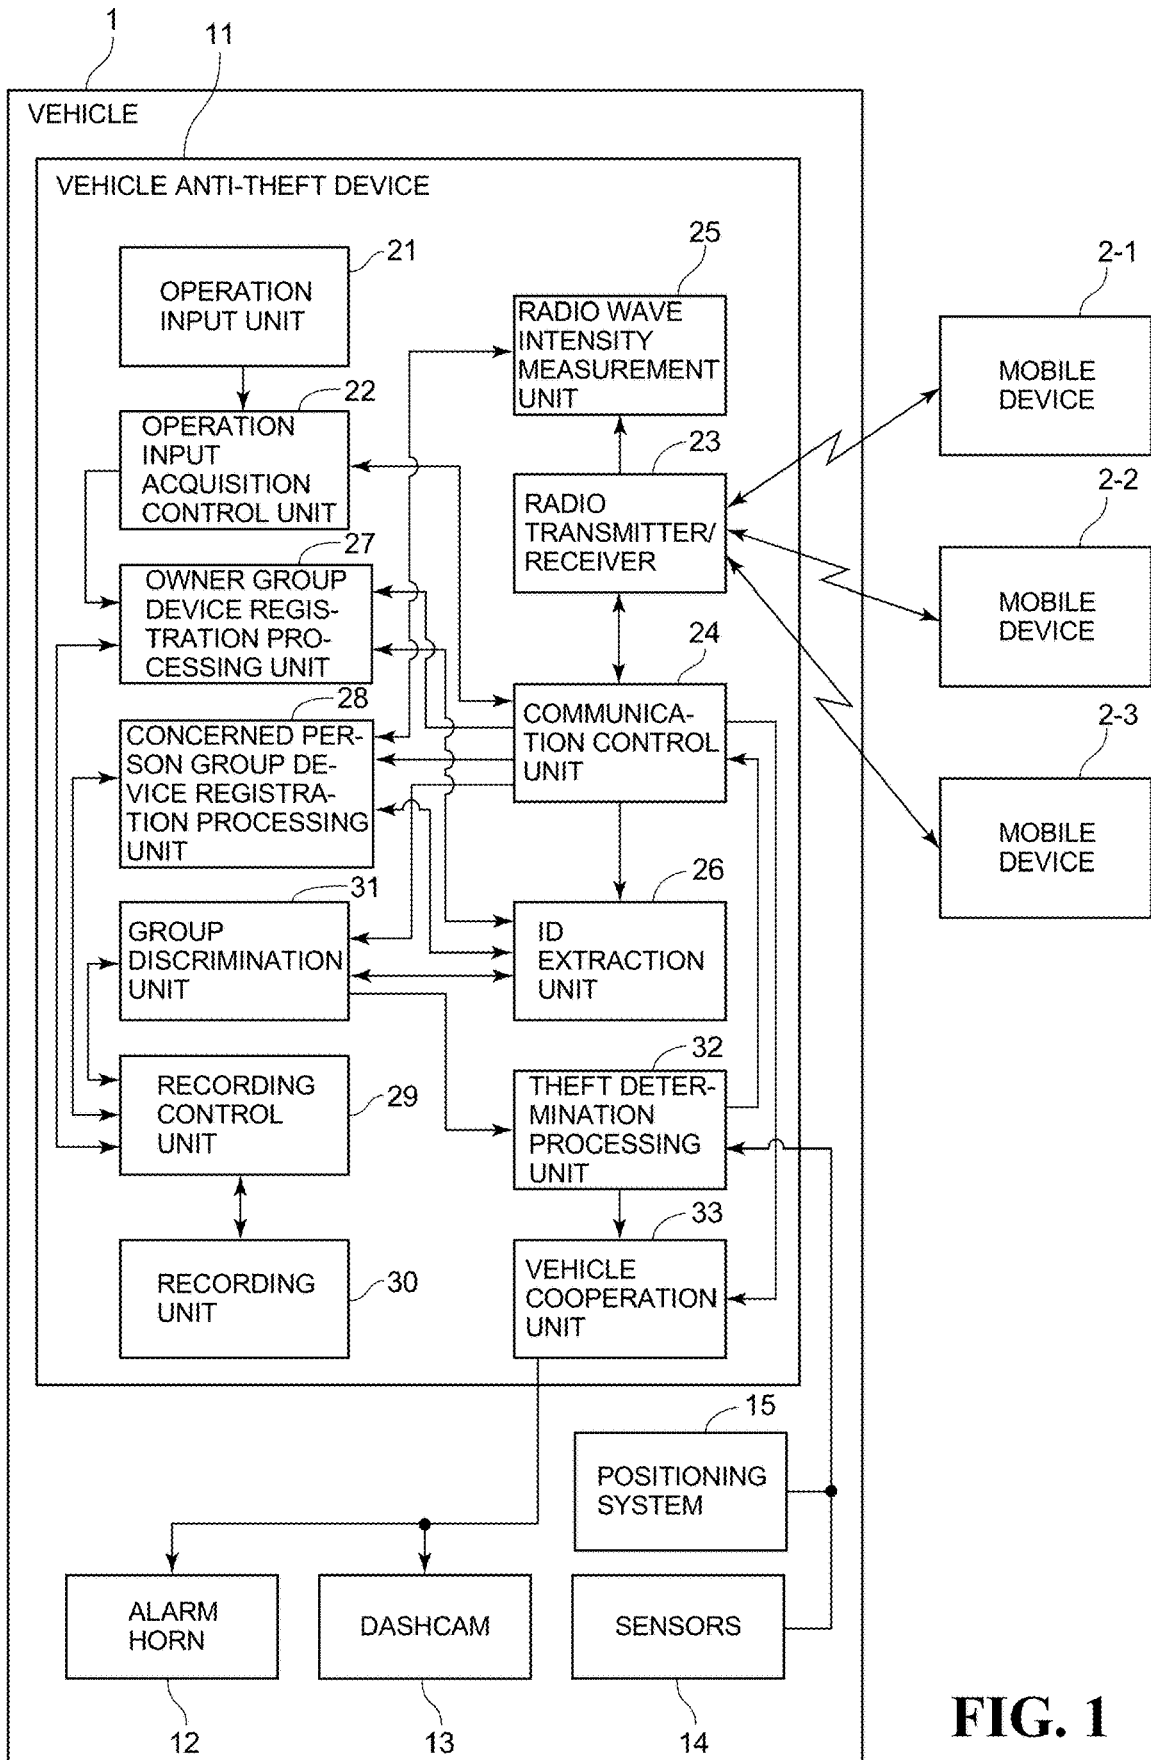 1
11
VEHICLE
VEHICLE ANTI-THEFT DEVICE
21
OPERATION
INPUT UNIT
22
OPERATION
INPUT
ACQUISITION
CONTROL UNIT
27
OWNER GROUP
DEVICE REGIS-
TRATION PRO-
CESSING UNIT
28
CONCERNED PER-
SON GROUP DE-
VICE REGISTRA-
TION PROCESSING
UNIT
31
GROUP
DISCRIMINATION
UNIT
RECORDING
CONTROL
UNIT
29
RECORDING
UNIT
30
25
RADIO WAVE
INTENSITY
MEASUREMENT
UNIT
23
RADIO
TRANSMITTER/
RECEIVER
24
COMMUNICA-
TION CONTROL
UNIT
26
ID
EXTRACTION
UNIT
32
THEFT DETER-
MINATION
PROCESSING
UNIT
33
VEHICLE
COOPERATION
UNIT
2-1
MOBILE
DEVICE
2-2
MOBILE
DEVICE
2-3
MOBILE
DEVICE
15
POSITIONING
SYSTEM
ALARM
HORN
DASHCAM
SENSORS
12
13
14
FIG. 1